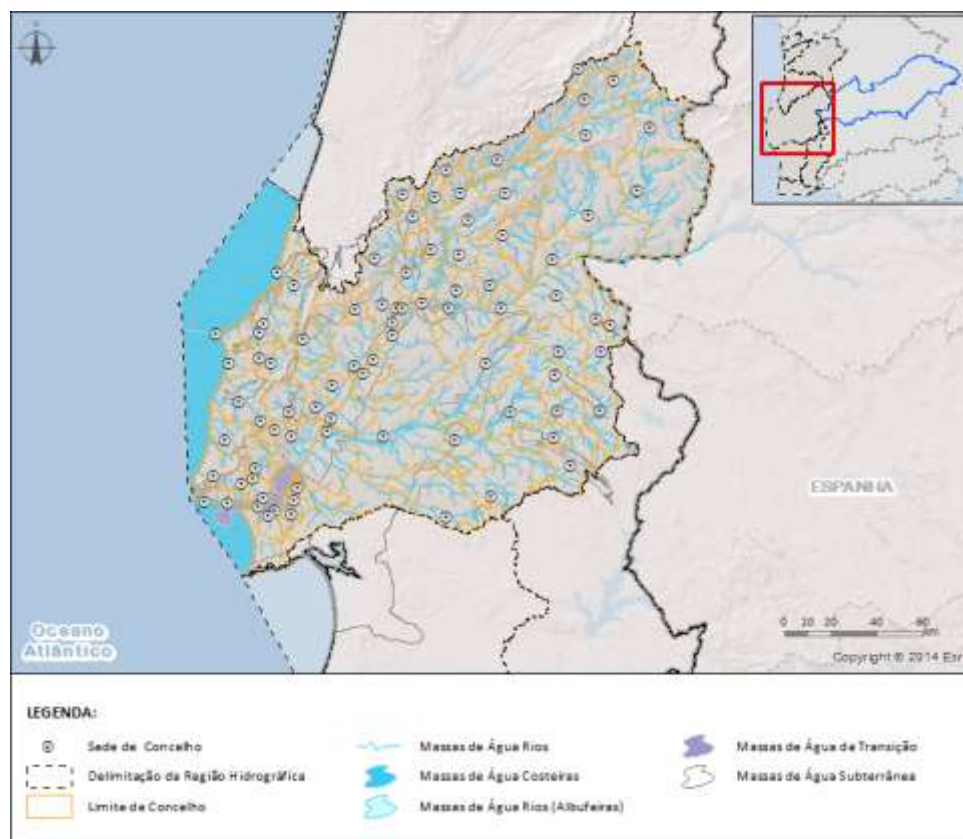 ESPANHA
Oceano
Atlântico
0 10 20 40 60
Km
Copyright © 2014 Esr
LEGENDA:
Sede de Concelho
Delimitação da Região Hidrográfica
Limite de Concelho
Massas de Água Rios
Massas de Água Costeiras
Massas de Água Rios (Albufeiras)
Massas de Água de Transição
Massas de Água Subterrânea